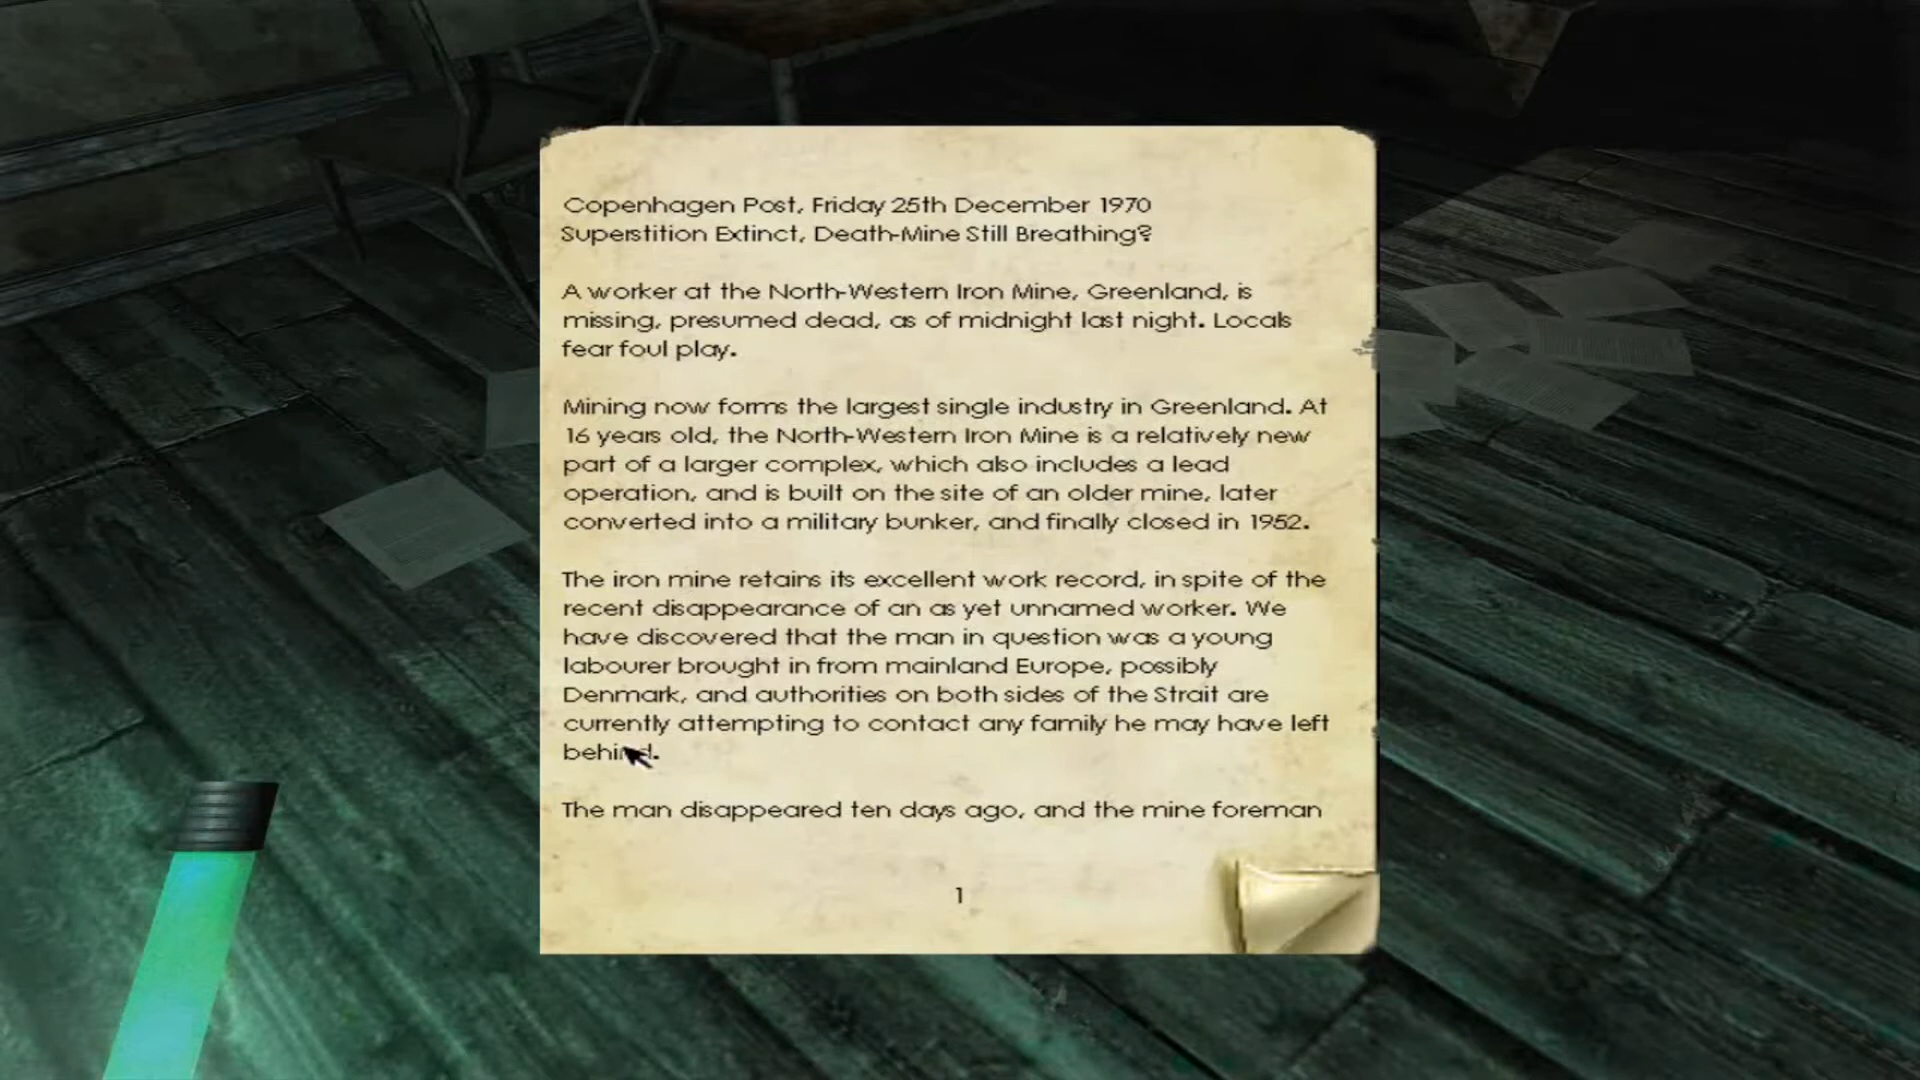 Copenhagen Post, Friday 25th December 1970
Superstition Extinct, Death-Mine Still Breathing?
A worker at the North-Western Iron Mine, Greenland, is
missing, presumed dead, as of midnight last night. Locals
fear foul play.
Mining now forms the largest single industry in Greenland. At
16 years old, the North-Western Iron Mine is a relatively new
part of a larger complex, which also includes a lead
operation, and is built on the site of an older mine, later
converted into a military bunker, and finally closed in 1952.
The iron mine retains its excellent work record, in spite of the
recent disappearance of an as yet unnamed worker. We
have discovered that the man in question was a young
labourer brought in from mainland Europe, possibly
Denmark, and authorities on both sides of the Strait are
currently attempting to contact any family he may have left
behind.
The man disappeared ten days ago, and the mine foreman
1